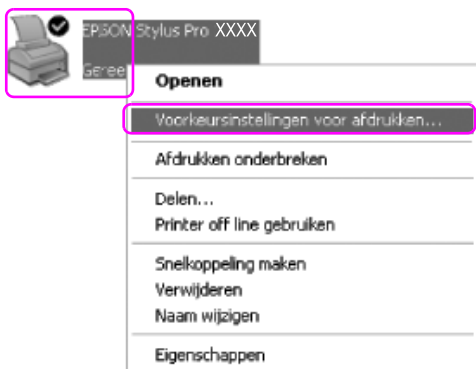 EPSON Stylus Pro XXXX
Geree
Openen
Voorkeursinstellingen voor afdrukken...
Afdrukken onderbreken
Delen...
Printer off line gebruiken
Snelkoppeling maken
Verwijderen
Naam wijzigen
Eigenschappen